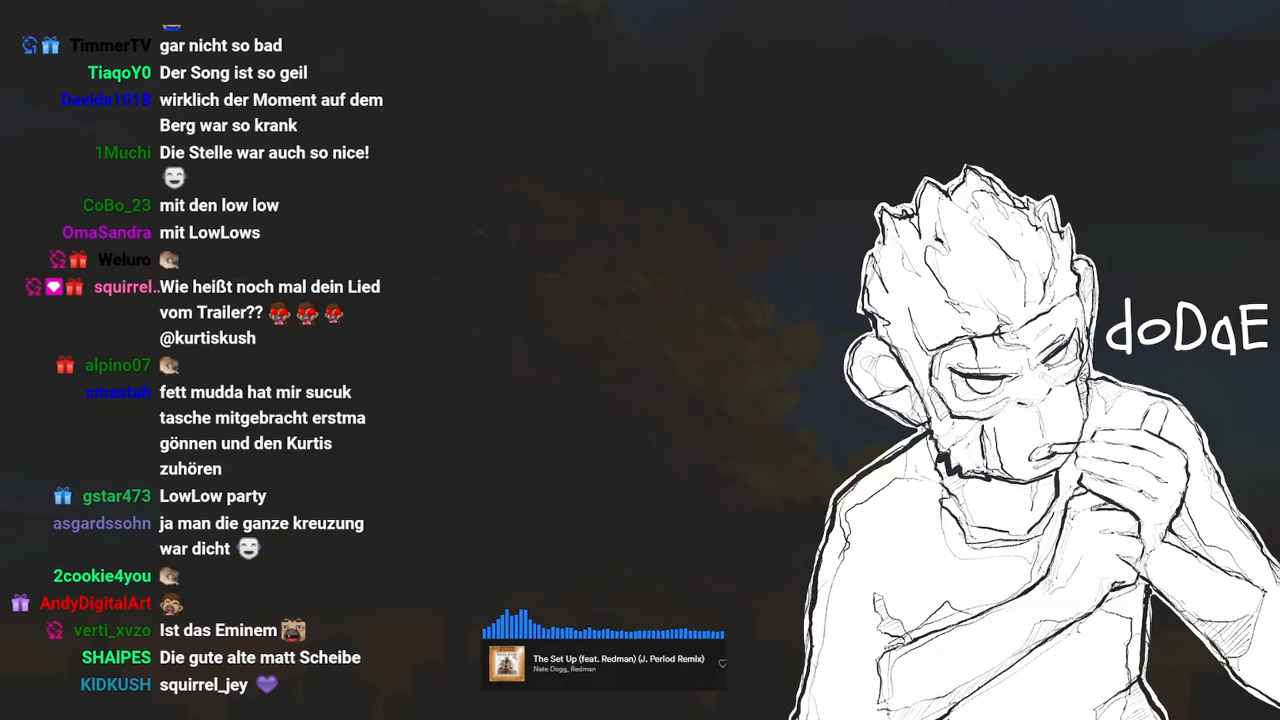 TimmerTV gar nicht so bad
TiaqoY0 Der Song ist so geil
Davidx1018 wirklich der Moment auf dem
Berg war so krank
1Muchi Die Stelle war auch so nice!
CoBo_23 mit den low low
OmaSandra mit LowLows
Weluro
squirrel.. Wie heißt noch mal dein Lied
vom Trailer??
@kurtiskush
alpino07
cmastah fett mudda hat mir sucuk
tasche mitgebracht erstma
gönnen und den Kurtis
zuhören
gstar473 LowLow party
asgardssohn ja man die ganze kreuzung
war dicht
2cookie4you
AndyDigitalArt
verti_xvzo Ist das Eminem
SHAIPES Die gute alte matt Scheibe
KIDKUSH squirrel_jey
doDaE
The Set Up (feat. Redman) (J. Period Remix)
Nate Dogg, Redman